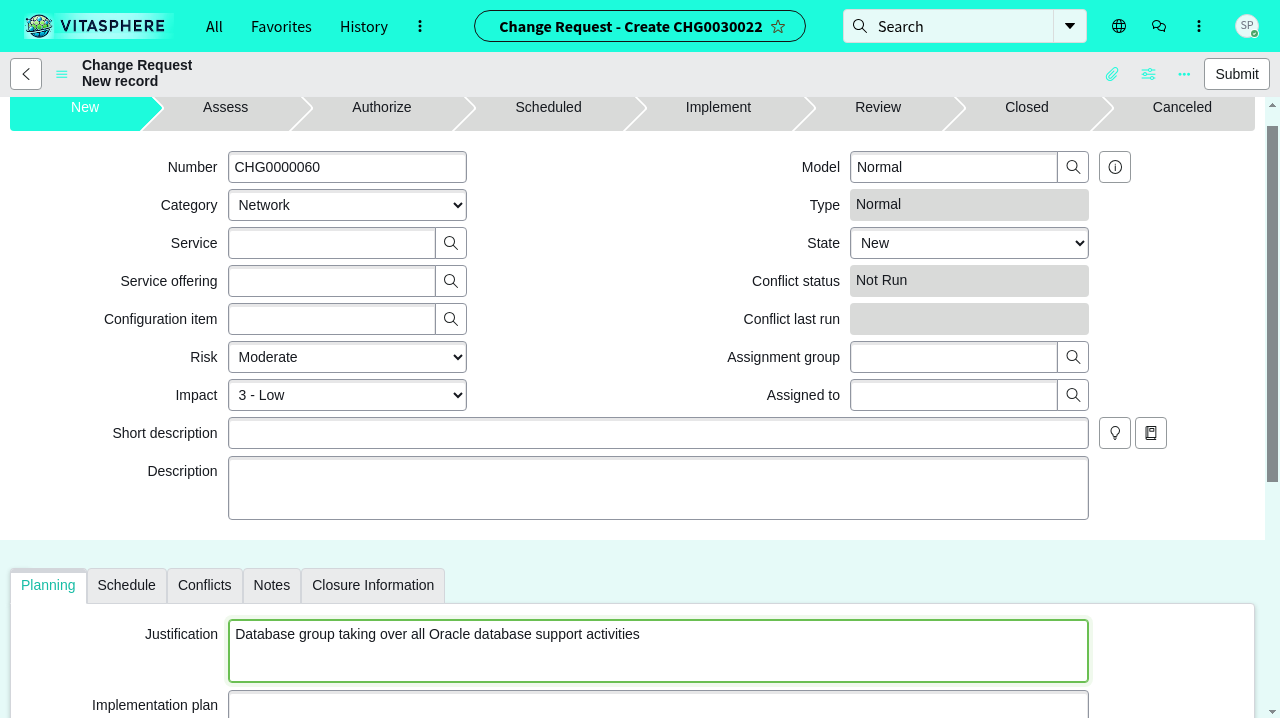 VITASPHERE
All
Favorites
History
Change Request - Create CHG0030022
Search
SP
Change Request
New record
Submit
New
Assess
Authorize
Scheduled
Implement
Review
Closed
Canceled
Number
CHG0000060
Model
Normal
Category
Network
Type
Normal
Service
State
New
Service offering
Conflict status
Not Run
Configuration item
Conflict last run
Risk
Moderate
Assignment group
Impact
3 - Low
Assigned to
Short description
Description
Planning
Schedule
Conflicts
Notes
Closure Information
Justification
Database group taking over all Oracle database support activities
Implementation plan